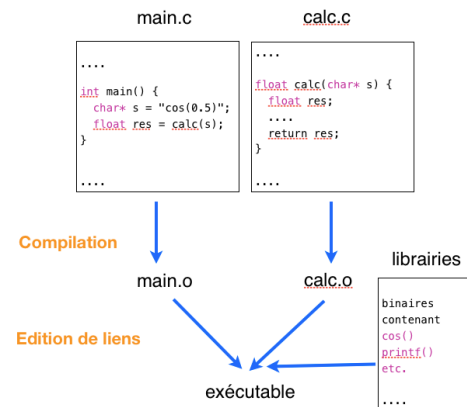 main.c
....
int main() {
char* s = "cos(0.5)";
float res = calc(s);
}
....
calc.c
....
float calc(char* s) {
float res;
....
return res;
}
....
Compilation
main.o
calc.o
librairies
binaires
contenant
cos()
printf()
etc.
....
Edition de liens
exécutable